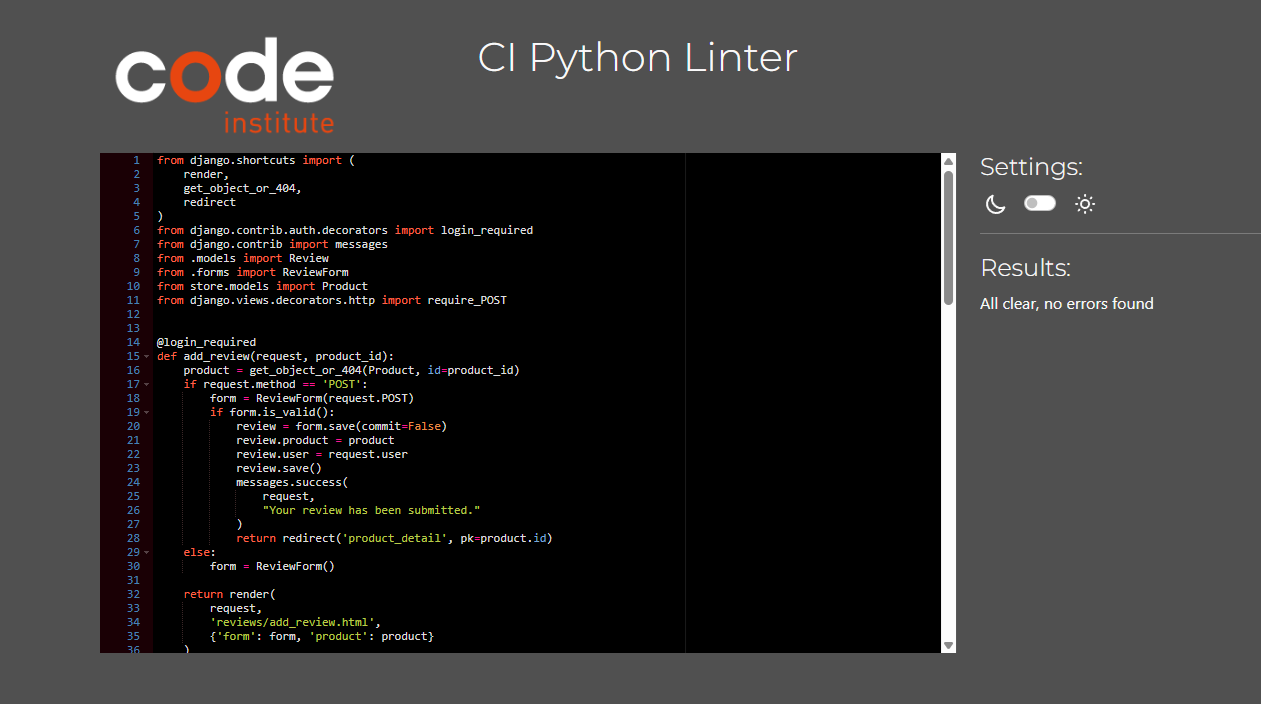 code
institute
CI Python Linter
1 from django.shortcuts import (
2     render,
3     get_object_or_404,
4     redirect
5 )
6 from django.contrib.auth.decorators import login_required
7 from django.contrib import messages
8 from .models import Review
9 from .forms import ReviewForm
10 from store.models import Product
11 from django.views.decorators.http import require_POST
12
13
14 @login_required
15 def add_review(request, product_id):
16     product = get_object_or_404(Product, id=product_id)
17     if request.method == 'POST':
18         form = ReviewForm(request.POST)
19         if form.is_valid():
20             review = form.save(commit=False)
21             review.product = product
22             review.user = request.user
23             review.save()
24             messages.success(
25                 request,
26                 "Your review has been submitted."
27             )
28             return redirect('product_detail', pk=product.id)
29     else:
30         form = ReviewForm()
31
32     return render(
33         request,
34         'reviews/add_review.html',
35         {'form': form, 'product': product}
36     )
Settings:
Results:
All clear, no errors found